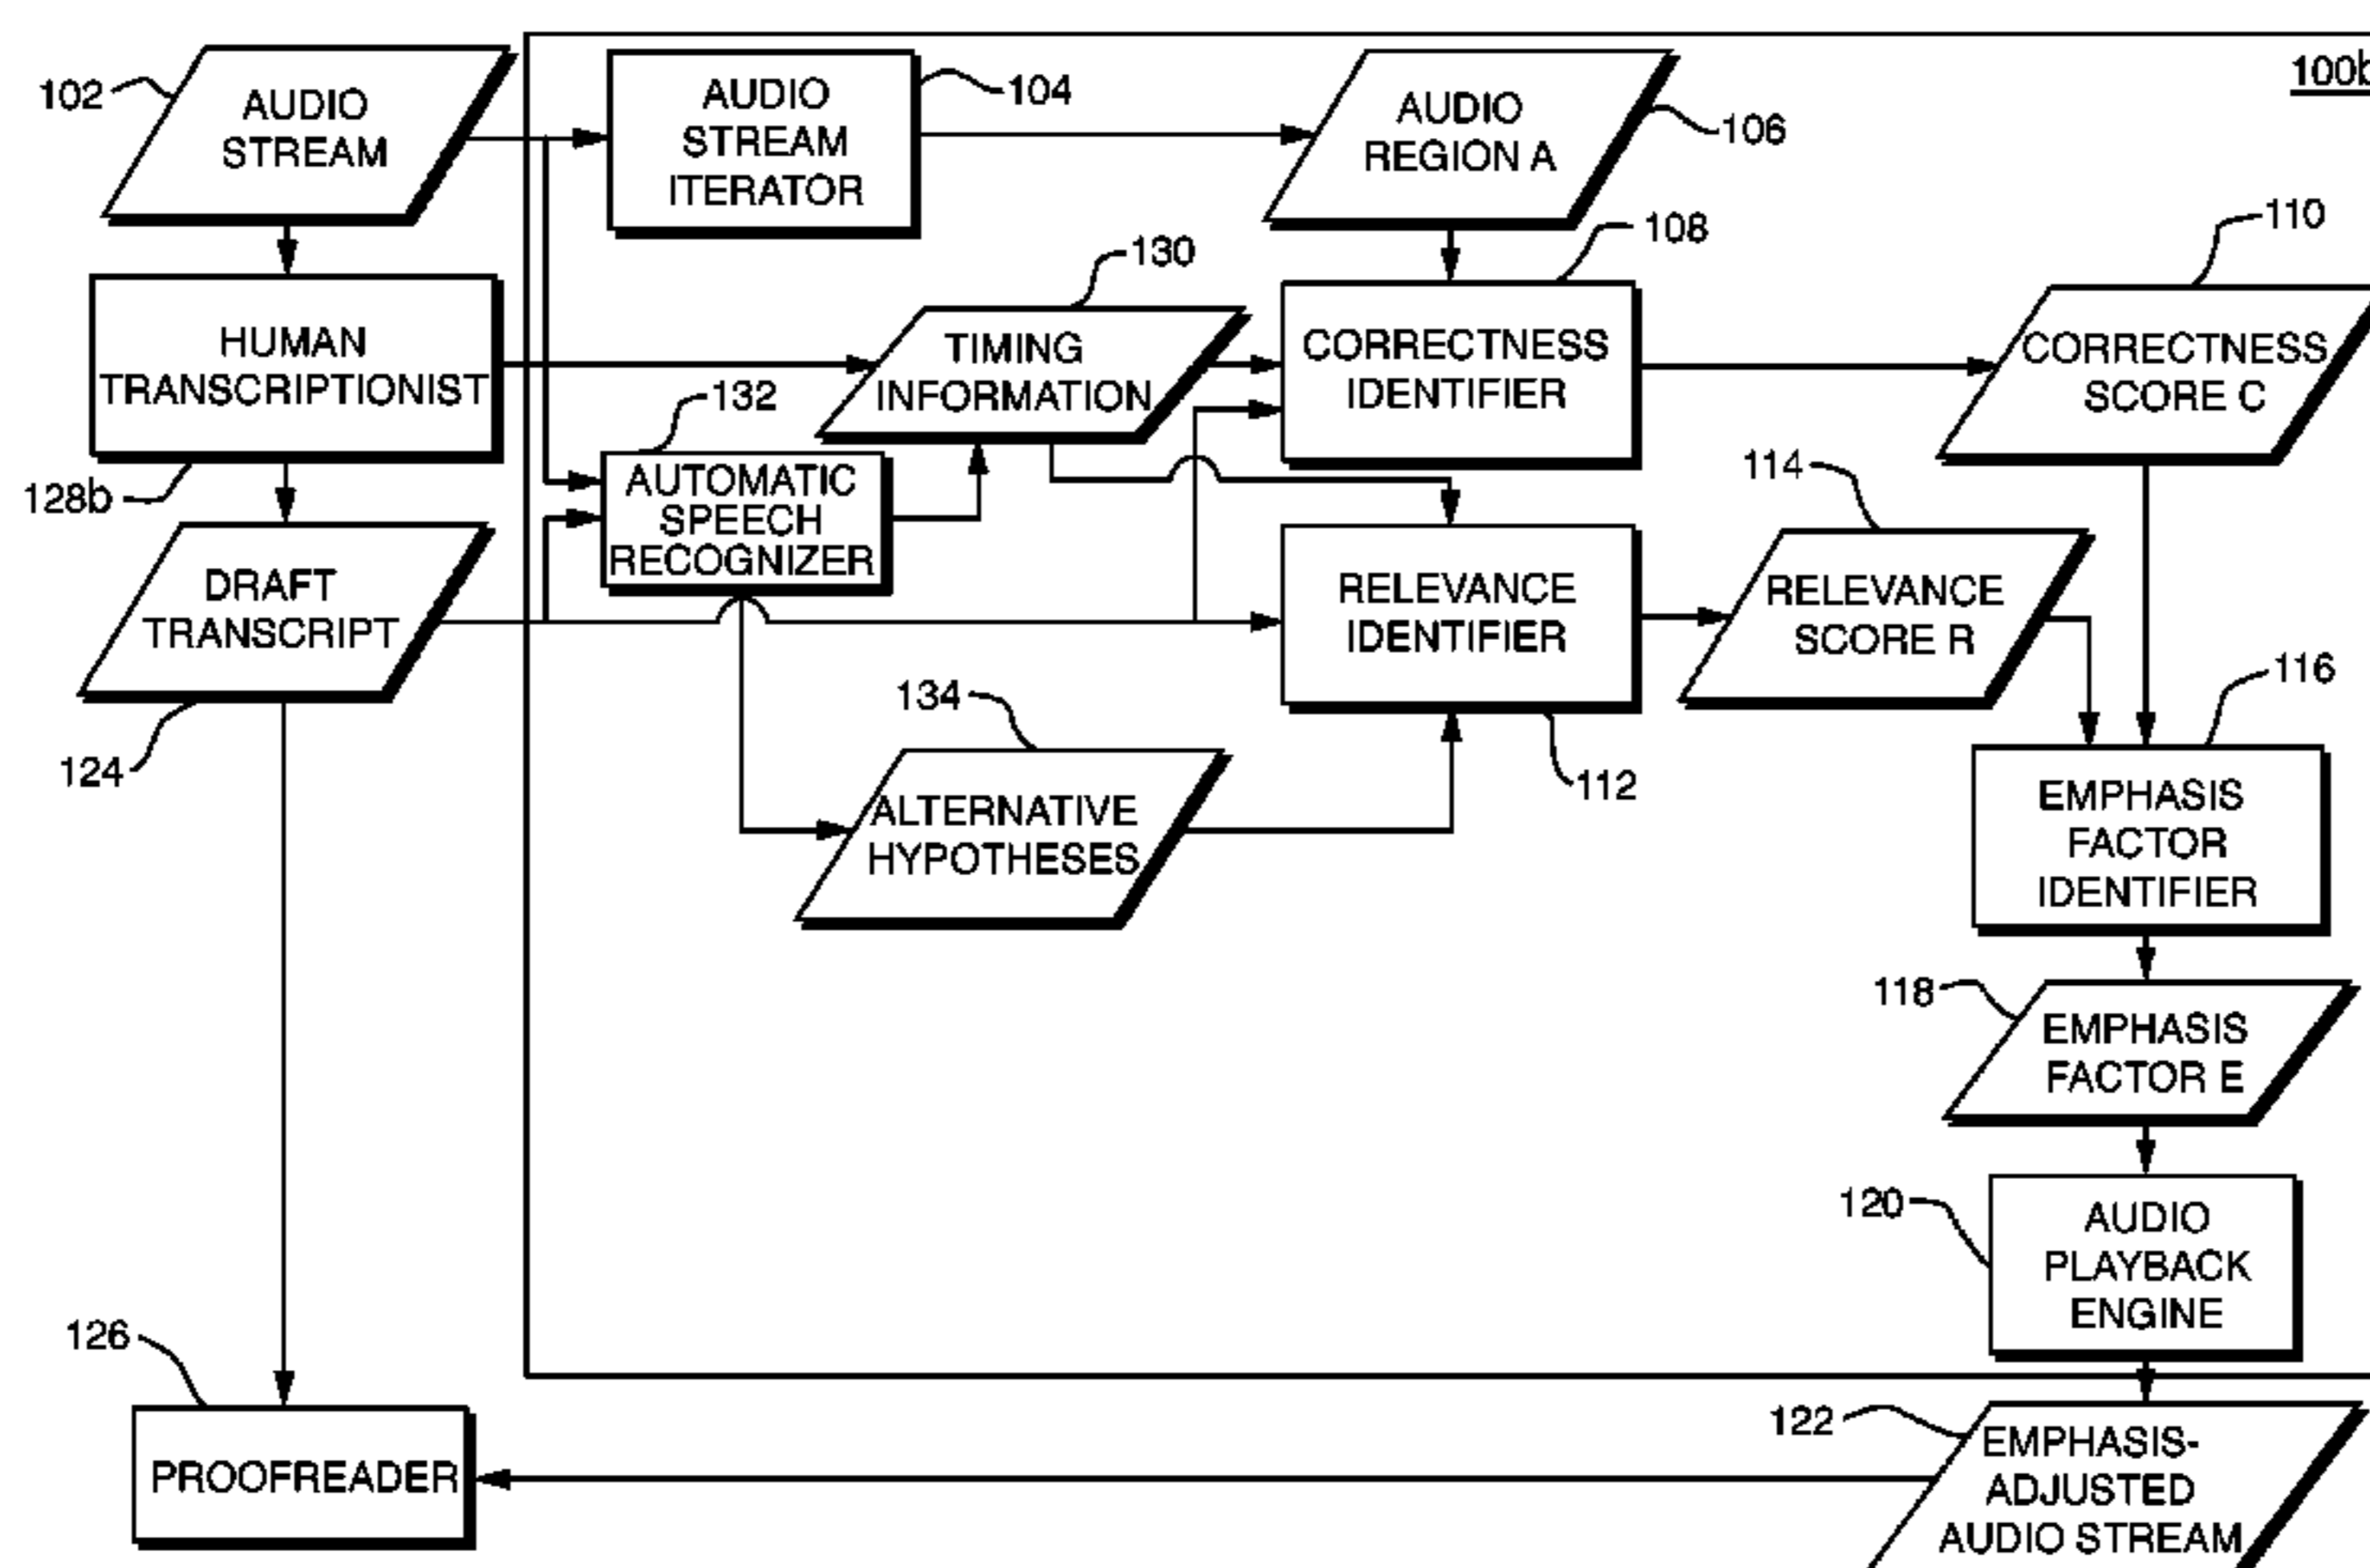 100b
102
AUDIO
STREAM
AUDIO
STREAM
ITERATOR
104
AUDIO
REGION A
106
HUMAN
TRANSCRIPTIONIST
128b
130
TIMING
INFORMATION
108
CORRECTNESS
IDENTIFIER
110
CORRECTNESS
SCORE C
132
AUTOMATIC
SPEECH
RECOGNIZER
DRAFT
TRANSCRIPT
124
RELEVANCE
IDENTIFIER
112
114
RELEVANCE
SCORE R
134
ALTERNATIVE
HYPOTHESES
116
EMPHASIS
FACTOR
IDENTIFIER
118
EMPHASIS
FACTOR E
120
AUDIO
PLAYBACK
ENGINE
126
PROOFREADER
122
EMPHASIS-
ADJUSTED
AUDIO STREAM